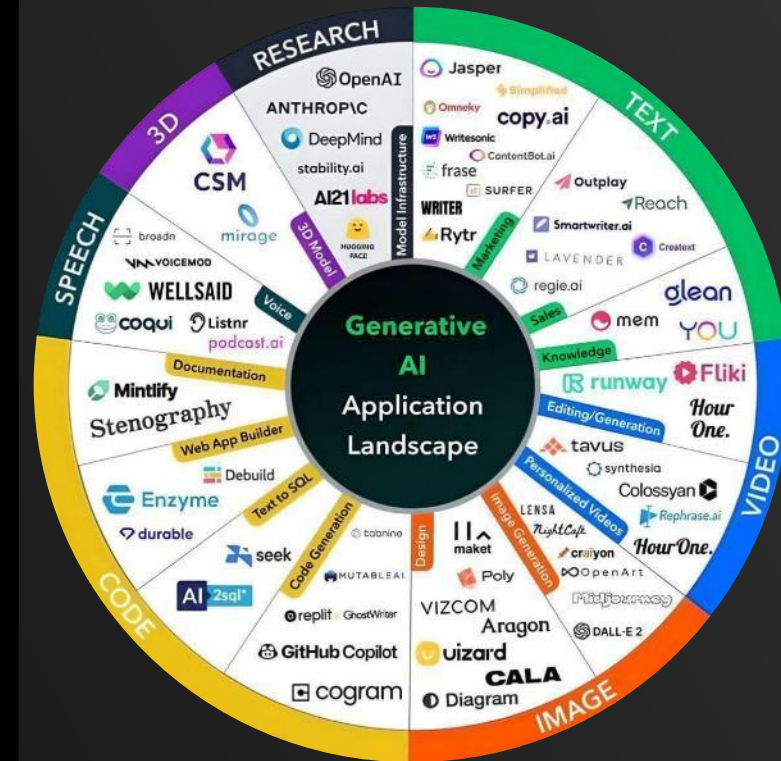 Generative
AI
Application
Landscape
RESEARCH
OpenAI
ANTHROP\C
DeepMind
stability.ai
AI21labs
HUGGING
FACE
Model Infrastructure
TEXT
Jasper
Simplified
Omneky
copy.ai
Writesonic
ContentBot.ai
frase
SURFER
WRITER
Rytr
Marketing
Outplay
Reach
Smartwriter.ai
Creatext
LAVENDER
regie.ai
Sales
glean
mem
YOU
Knowledge
VIDEO
runway
Fliki
Hour
One.
Editing/Generation
tavus
synthesia
Colossyan
Rephrase.ai
HourOne.
Personalized Videos
IMAGE
LENSA
NightCafe
craiyon
OpenArt
Midjourney
DALL-E 2
Image Generation
maket
Poly
VIZCOM
Aragon
uizard
CALA
Diagram
Design
CODE
tabnine
MUTABLEAI
replit GhostWriter
GitHub Copilot
cogram
Code Generation
seek
AI 2sql*
Text to SQL
Debuild
Enzyme
durable
Web App Builder
Mintlify
Stenography
Documentation
SPEECH
broadn
VOICEMOD
WELLSAID
coqui
Listnr
podcast.ai
Voice
3D
CSM
mirage
3D Model